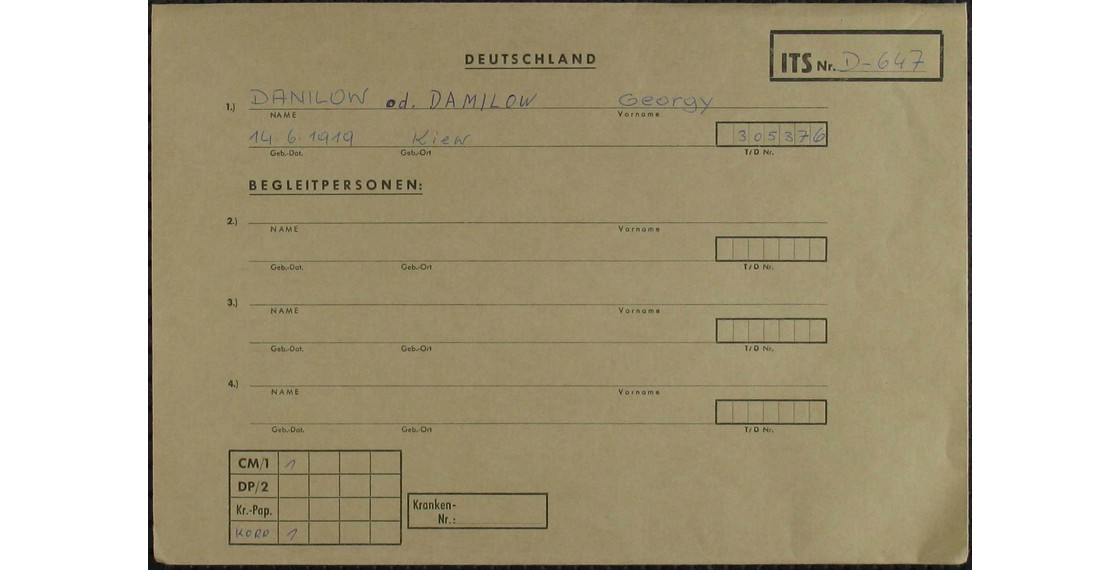 DEUTSCHLAND
ITS Nr. D-647
1.) DANILOW od. DAMILOW Georgy
NAME Vorname
14.6.1919 Kiew 305376
Geb.-Dat. Geb.-Ort T/D Nr.
BEGLEITPERSONEN:
2.)
NAME Vorname
Geb.-Dat. Geb.-Ort T/D Nr.
3.)
NAME Vorname
Geb.-Dat. Geb.-Ort T/D Nr.
4.)
NAME Vorname
Geb.-Dat. Geb.-Ort T/D Nr.
CM/1 1
DP/2
Kr.-Pap.
KORR 1
Kranken-
Nr.: